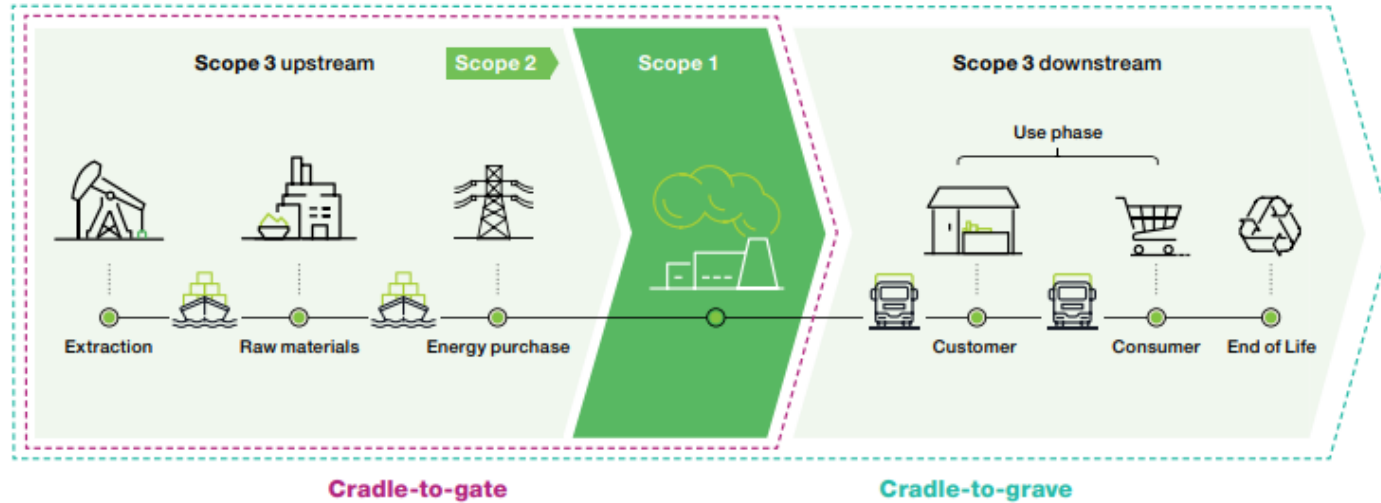 Scope 3 upstream
Scope 2
Scope 1
Scope 3 downstream
Use phase
Extraction
Raw materials
Energy purchase
Customer
Consumer
End of Life
Cradle-to-gate
Cradle-to-grave